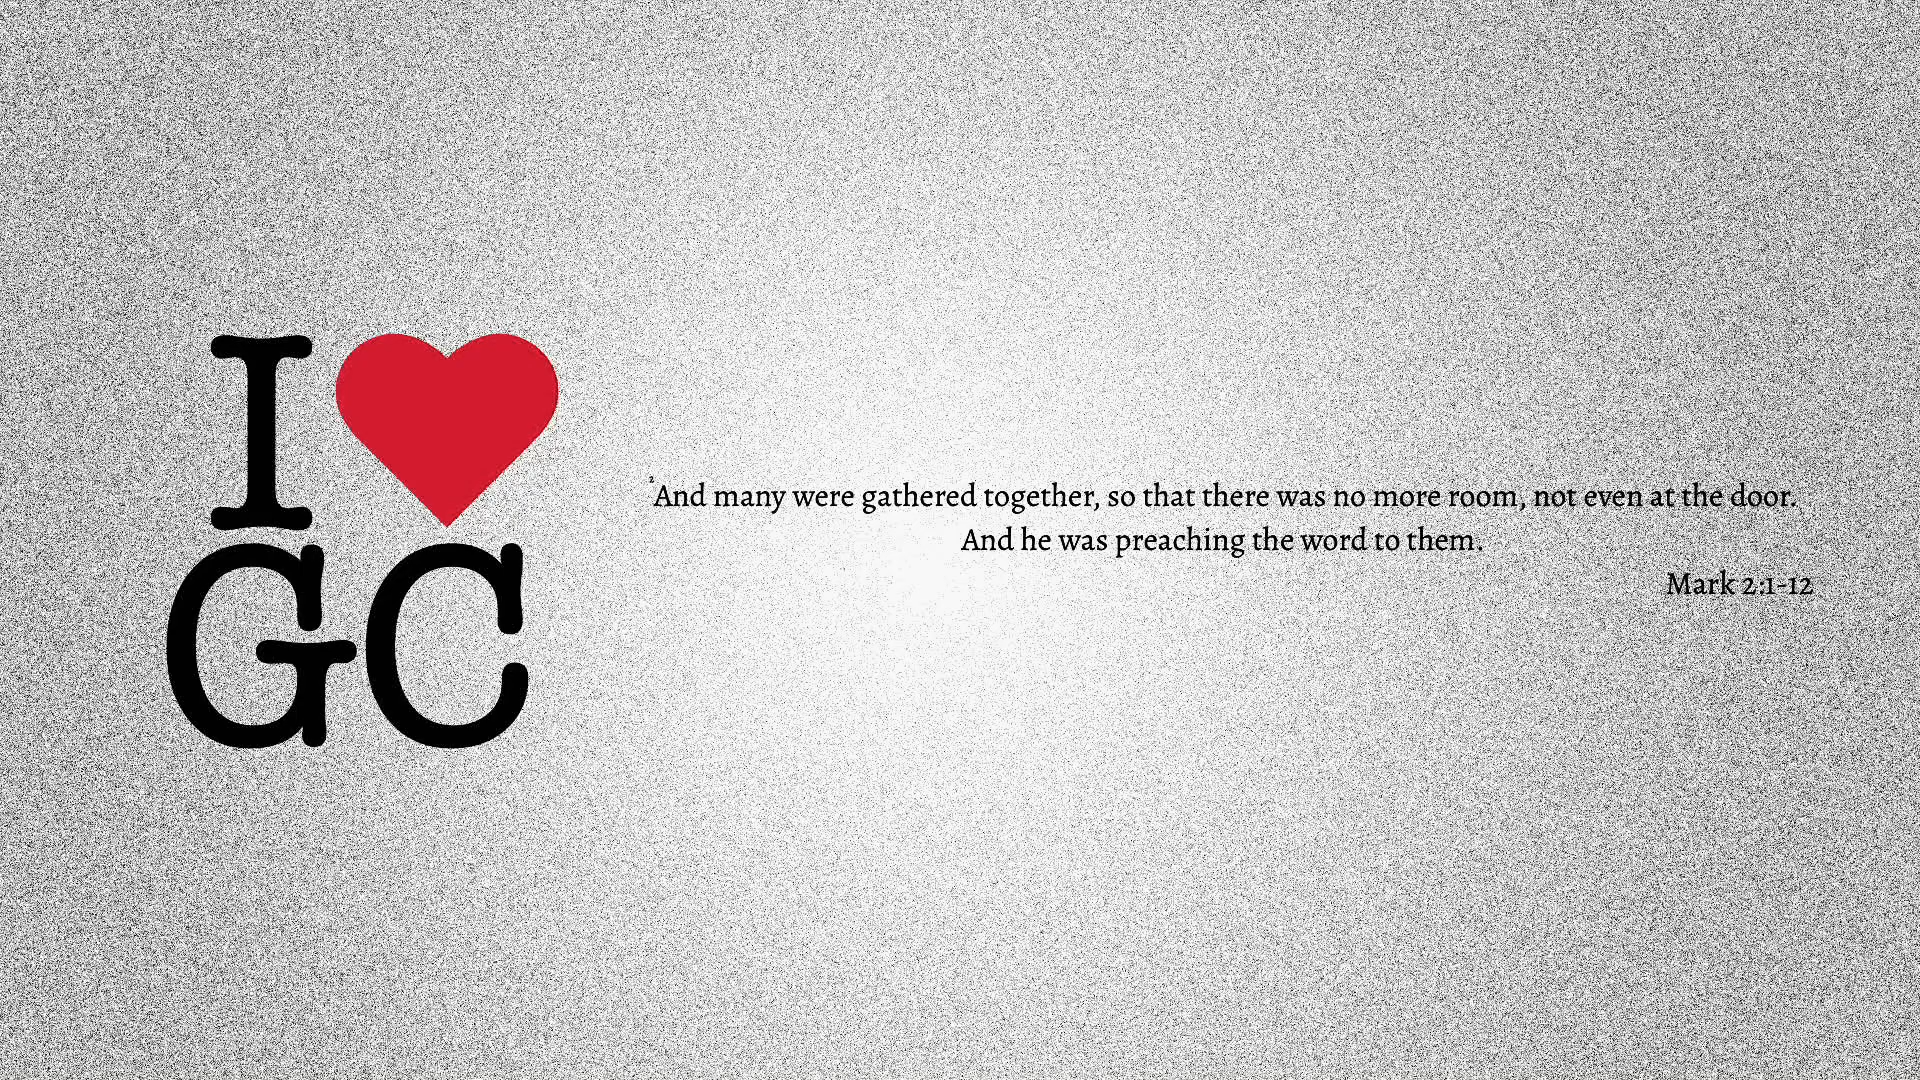 I ❤
GC
²And many were gathered together, so that there was no more room, not even at the door.
And he was preaching the word to them.
Mark 2:1-12